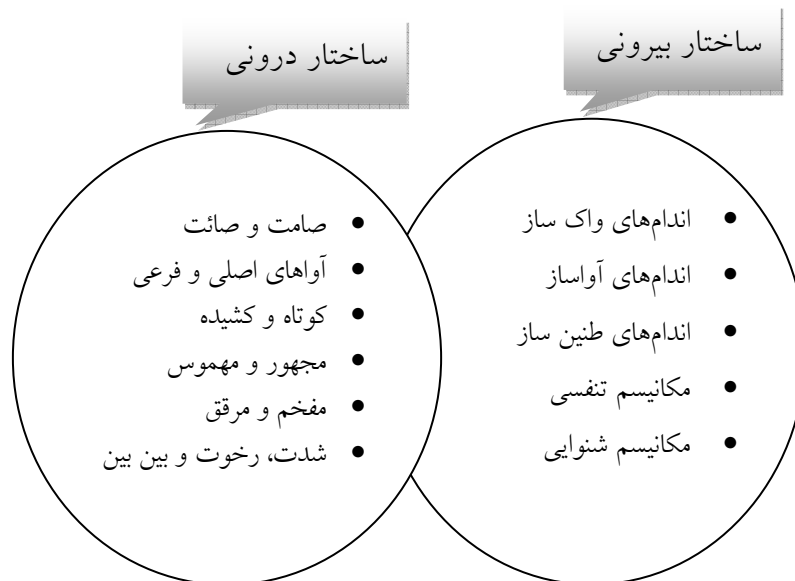 ساختار بیرونی
اندام‌های واک ساز
اندام‌های آواساز
اندام‌های طنین ساز
مکانیسم تنفسی
مکانیسم شنوایی
ساختار درونی
صامت و صائت
آواهای اصلی و فرعی
کوتاه و کشیده
مجهور و مهموس
مفخم و مرقق
شدت، رخوت و بین بین